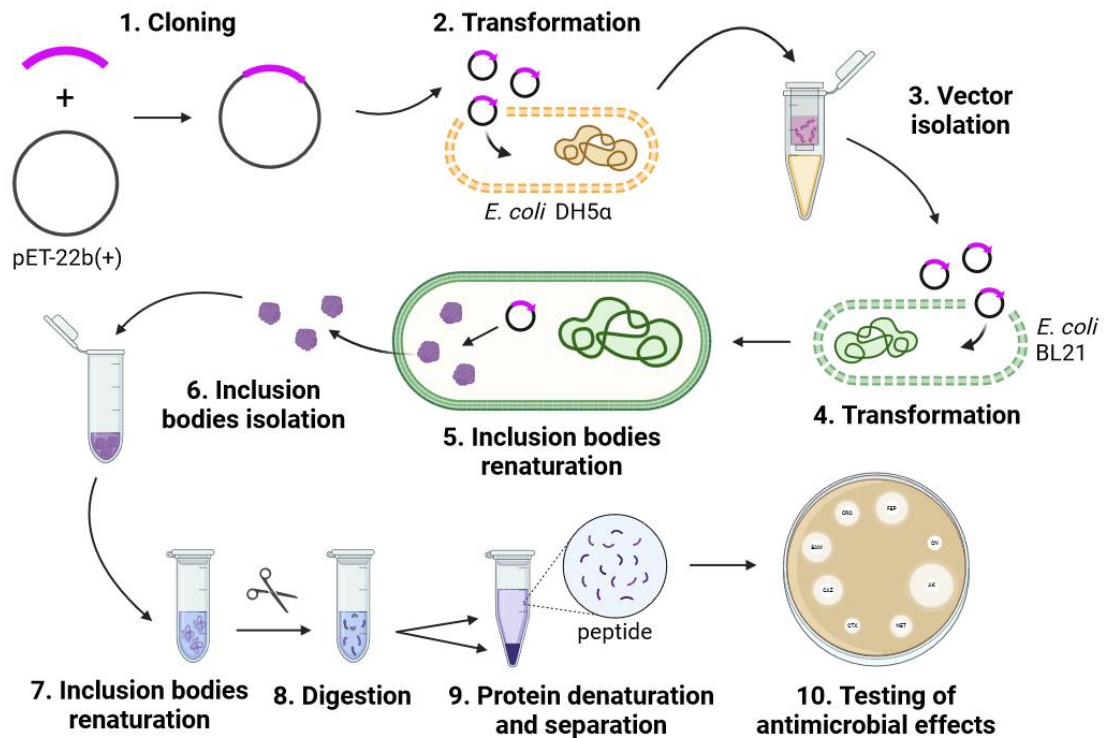 1. Cloning
+
pET-22b(+)
2. Transformation
E. coli DH5α
3. Vector
isolation
E. coli
BL21
4. Transformation
5. Inclusion bodies
renaturation
6. Inclusion
bodies isolation
7. Inclusion bodies
renaturation
8. Digestion
peptide
9. Protein denaturation
and separation
CRO
FEP
SAM
CN
CAZ
AK
CTX
NET
10. Testing of
antimicrobial effects